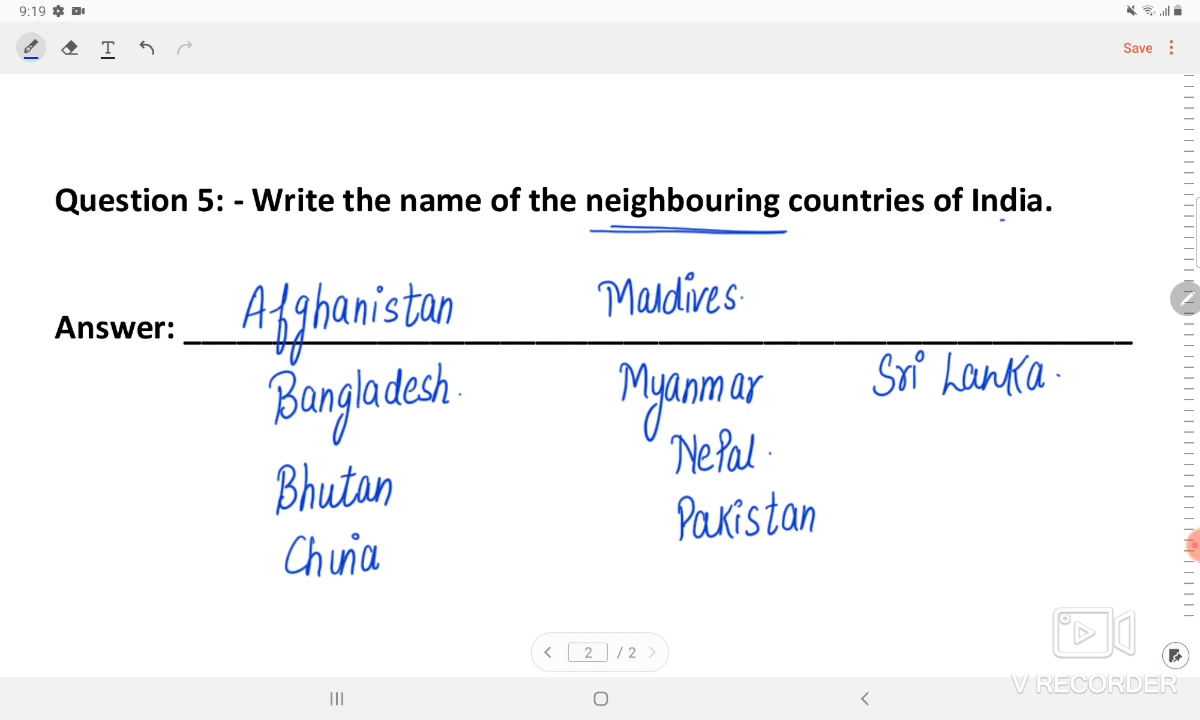 9:19
Save
Question 5: - Write the name of the neighbouring countries of India.
Answer: Afghanistan Maldives.
Bangladesh. Myanmar Sri Lanka.
Nepal.
Bhutan Pakistan
China
2 / 2
V RECORDER